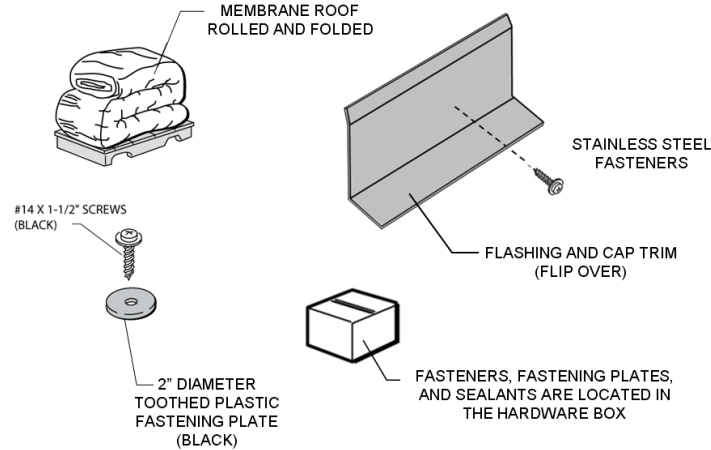 MEMBRANE ROOF
ROLLED AND FOLDED
STAINLESS STEEL
FASTENERS
#14 X 1-1/2" SCREWS
(BLACK)
FLASHING AND CAP TRIM
(FLIP OVER)
2” DIAMETER
TOOTHED PLASTIC
FASTENING PLATE
(BLACK)
FASTENERS, FASTENING PLATES,
AND SEALANTS ARE LOCATED IN
THE HARDWARE BOX